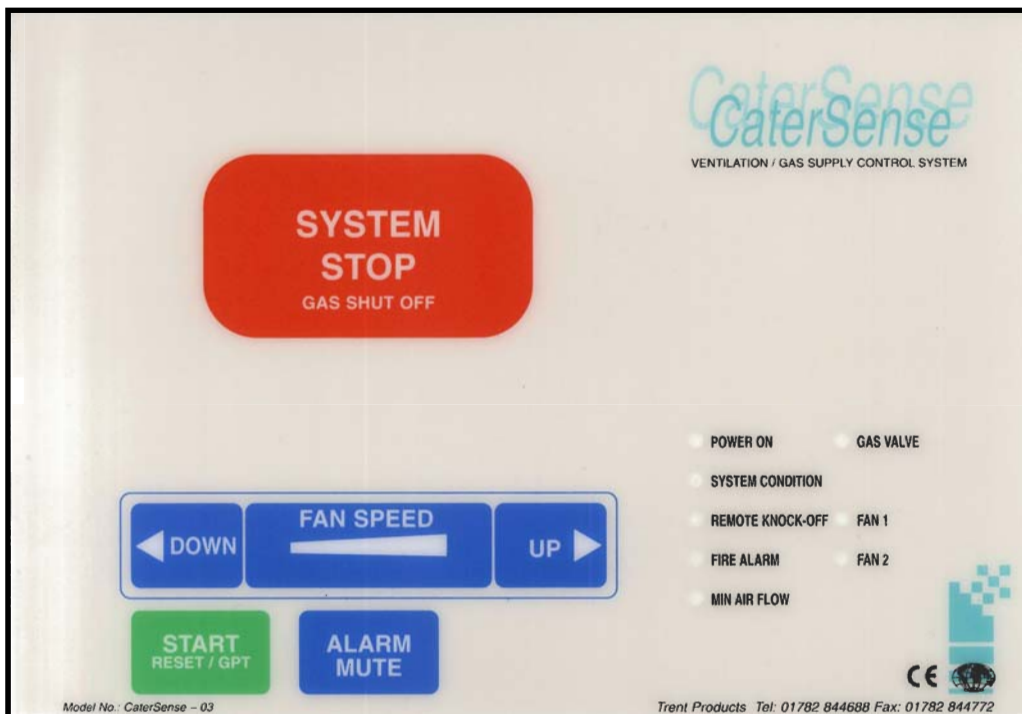 CaterSense
CaterSense
VENTILATION / GAS SUPPLY CONTROL SYSTEM
SYSTEM
STOP
GAS SHUT OFF
POWER ON
GAS VALVE
SYSTEM CONDITION
REMOTE KNOCK-OFF
FAN 1
FIRE ALARM
FAN 2
MIN AIR FLOW
FAN SPEED
DOWN
UP
START
RESET / GPT
ALARM
MUTE
CE
Model No.: CaterSense – 03
Trent Products Tel: 01782 844688 Fax: 01782 844772